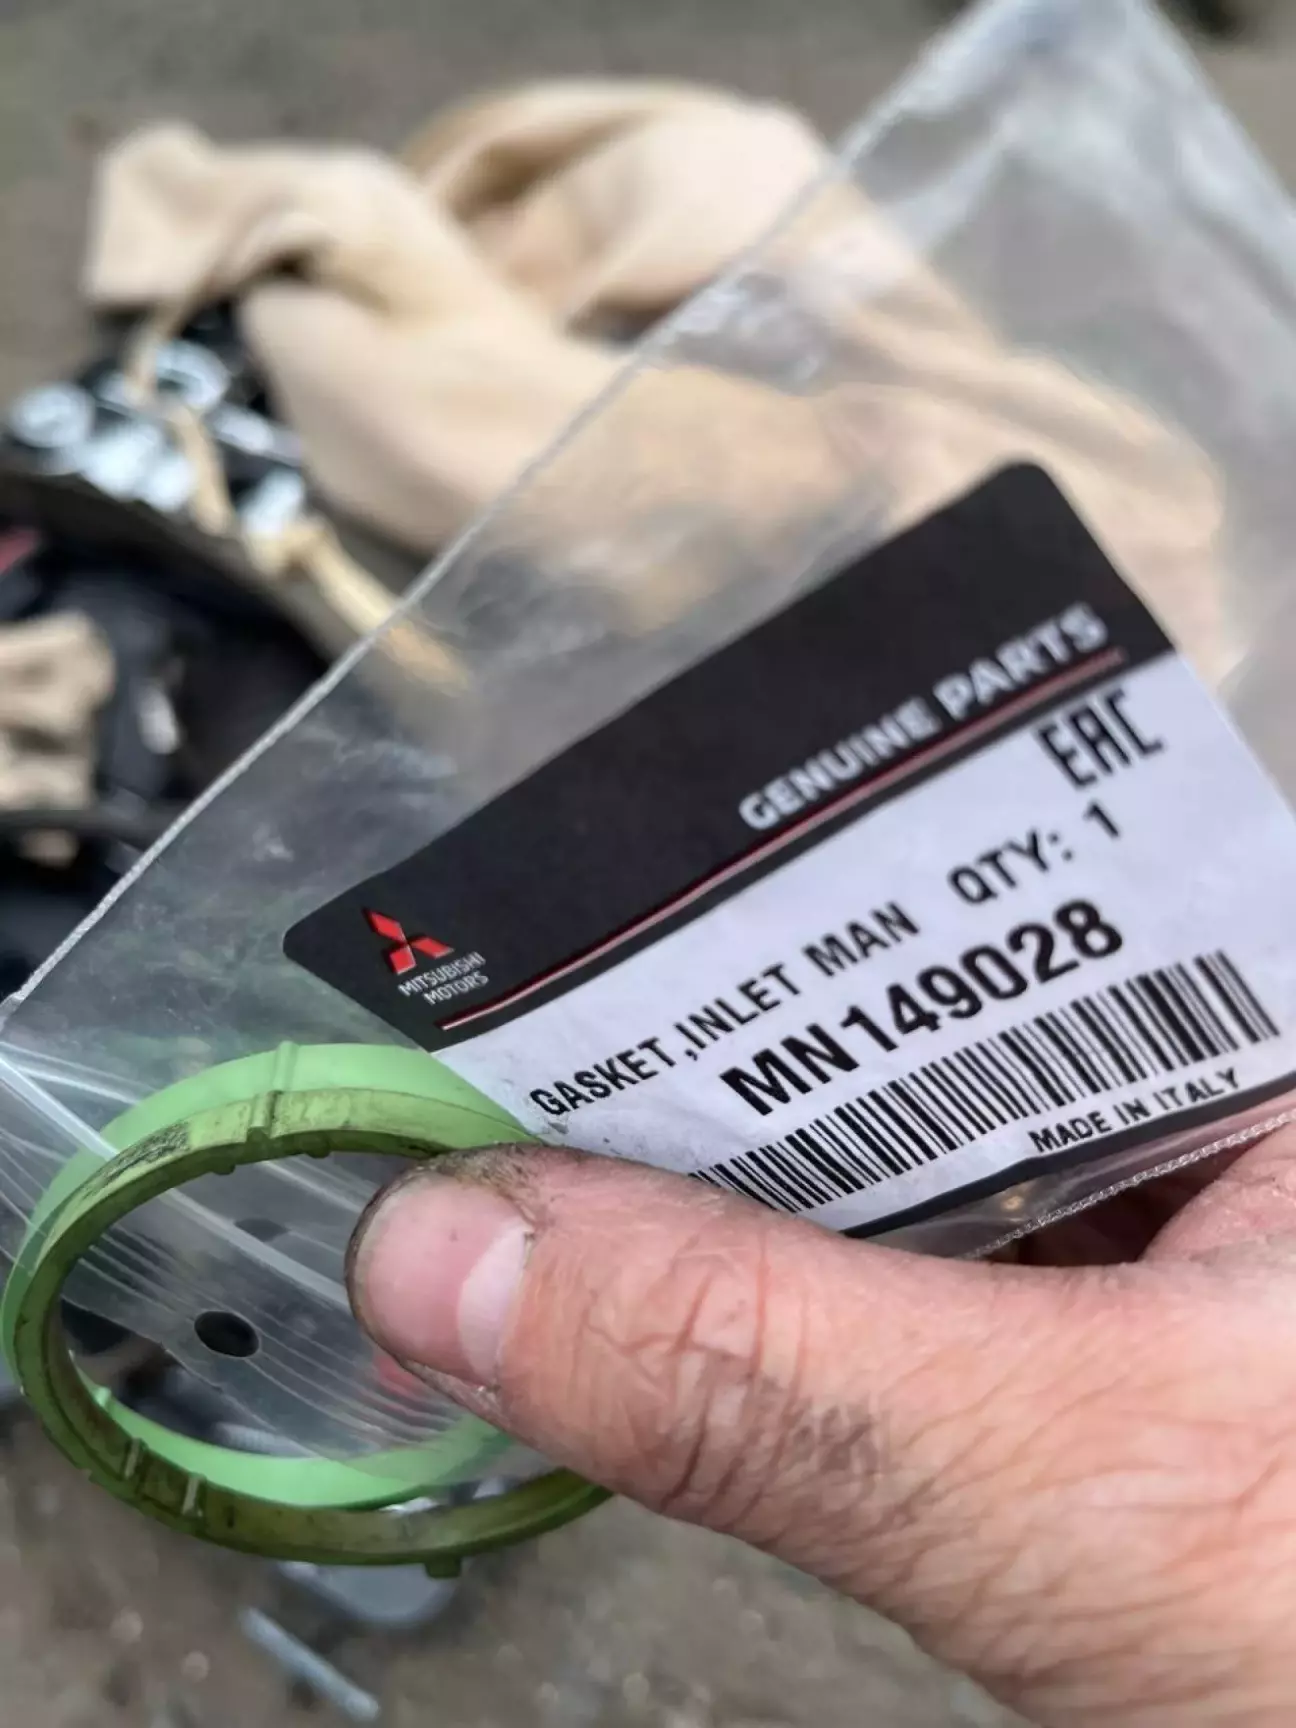 GENUINE PARTS
MITSUBISHI
MOTORS
EAC
GASKET,INLET MAN QTY: 1
MN149028
MADE IN ITALY